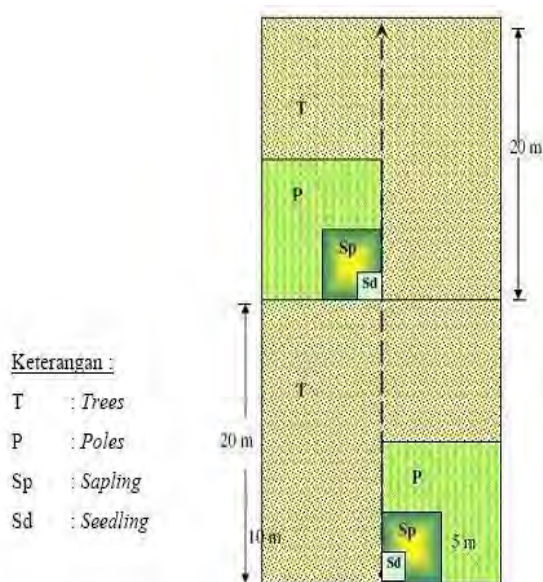 T
20 m
P
Sp
Sd
Keterangan :
T : Trees
P : Poles
Sp : Sapling
Sd : Seedling
T
20 m
P
10 m
Sp
5 m
Sd